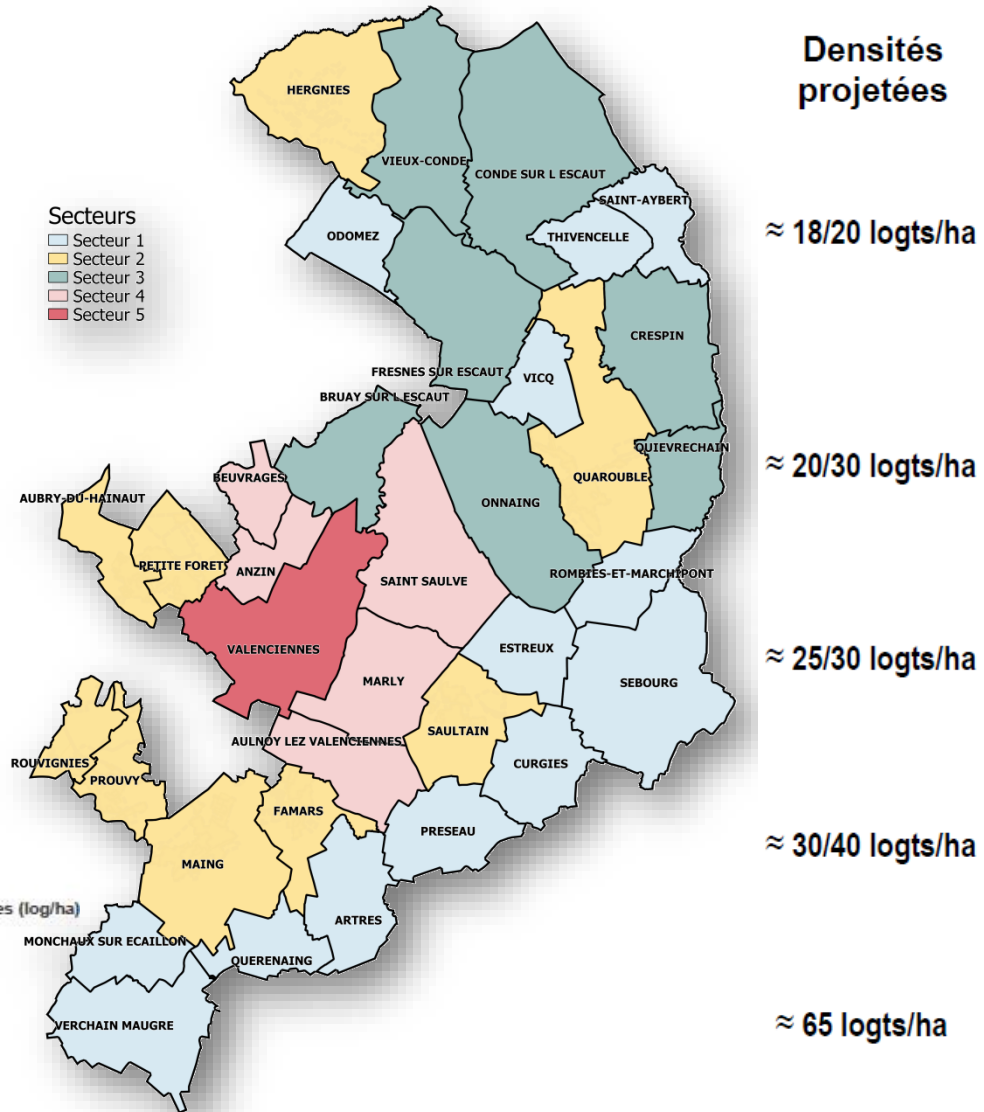 Densités
projetées
HERGNIES
VIEUX-CONDE
CONDE SUR L ESCAUT
SAINT-AYBERT
Secteurs
Secteur 1
Secteur 2
Secteur 3
Secteur 4
Secteur 5
ODOMEZ
THIVENCELLE
≈ 18/20 logts/ha
CRESPIN
FRESNES SUR ESCAUT
VICQ
BRUAY SUR L ESCAUT
QUIEVRECHAIN
BEUVRAGES
QUAROUBLE
≈ 20/30 logts/ha
AUBRY-DU-HAINAUT
ONNAING
PETITE FORET
ANZIN
SAINT SAULVE
ROMBIES-ET-MARCHIPONT
VALENCIENNES
ESTREUX
≈ 25/30 logts/ha
MARLY
SEBOURG
SAULTAIN
AULNOY LEZ VALENCIENNES
ROUVIGNIES
CURGIES
PROUVY
FAMARS
PRESEAU
≈ 30/40 logts/ha
MAING
es (log/ha)
ARTRES
MONCHAUX SUR ECAILLON
QUERENAING
VERCHAIN MAUGRE
≈ 65 logts/ha